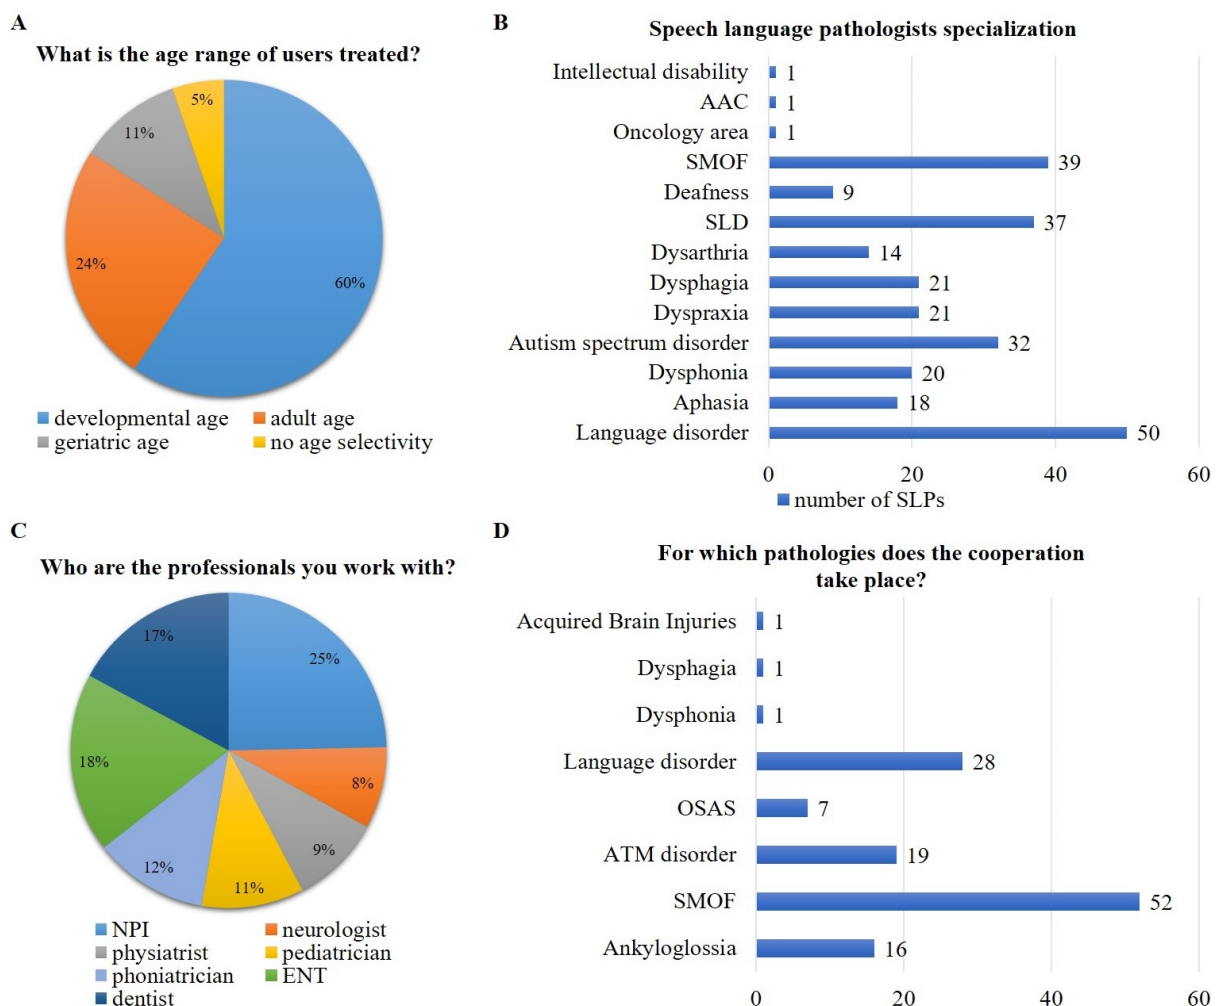 A
What is the age range of users treated?
5%
11%
24%
60%
developmental age
adult age
geriatric age
no age selectivity
B
Speech language pathologists specialization
Intellectual disability 1
AAC 1
Oncology area 1
SMOF 39
Deafness 9
SLD 37
Dysarthria 14
Dysphagia 21
Dyspraxia 21
Autism spectrum disorder 32
Dysphonia 20
Aphasia 18
Language disorder 50
0 20 40 60
number of SLPs
C
Who are the professionals you work with?
17%
25%
18%
8%
12%
9%
11%
NPI
neurologist
physiatrist
pediatrician
phoniatrician
ENT
dentist
D
For which pathologies does the cooperation
take place?
Acquired Brain Injuries 1
Dysphagia 1
Dysphonia 1
Language disorder 28
OSAS 7
ATM disorder 19
SMOF 52
Ankyloglossia 16
0 20 40 60